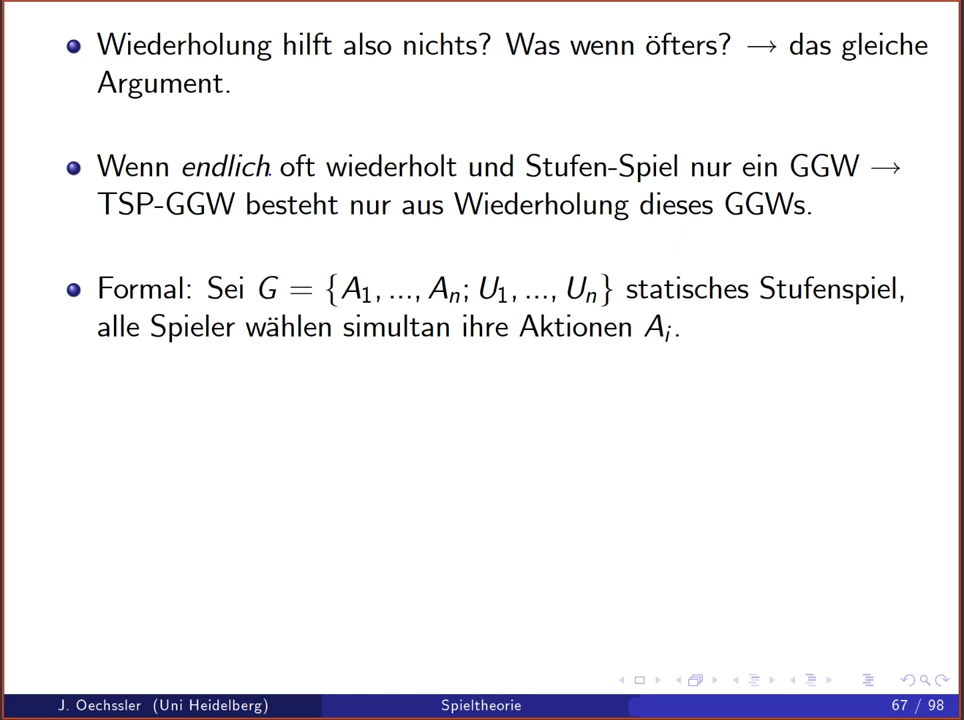 Wiederholung hilft also nichts? Was wenn öfters? → das gleiche
Argument.
Wenn endlich oft wiederholt und Stufen-Spiel nur ein GGW →
TSP-GGW besteht nur aus Wiederholung dieses GGWs.
Formal: Sei G = {A₁, ..., Aₙ; U₁, ..., Uₙ} statisches Stufenspiel,
alle Spieler wählen simultan ihre Aktionen Aᵢ.
J. Oechssler (Uni Heidelberg) Spieltheorie 67 / 98